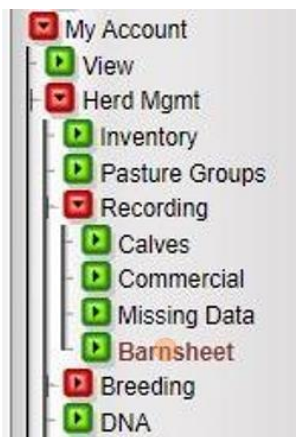 My Account
View
Herd Mgmt
Inventory
Pasture Groups
Recording
Calves
Commercial
Missing Data
Barnsheet
Breeding
DNA